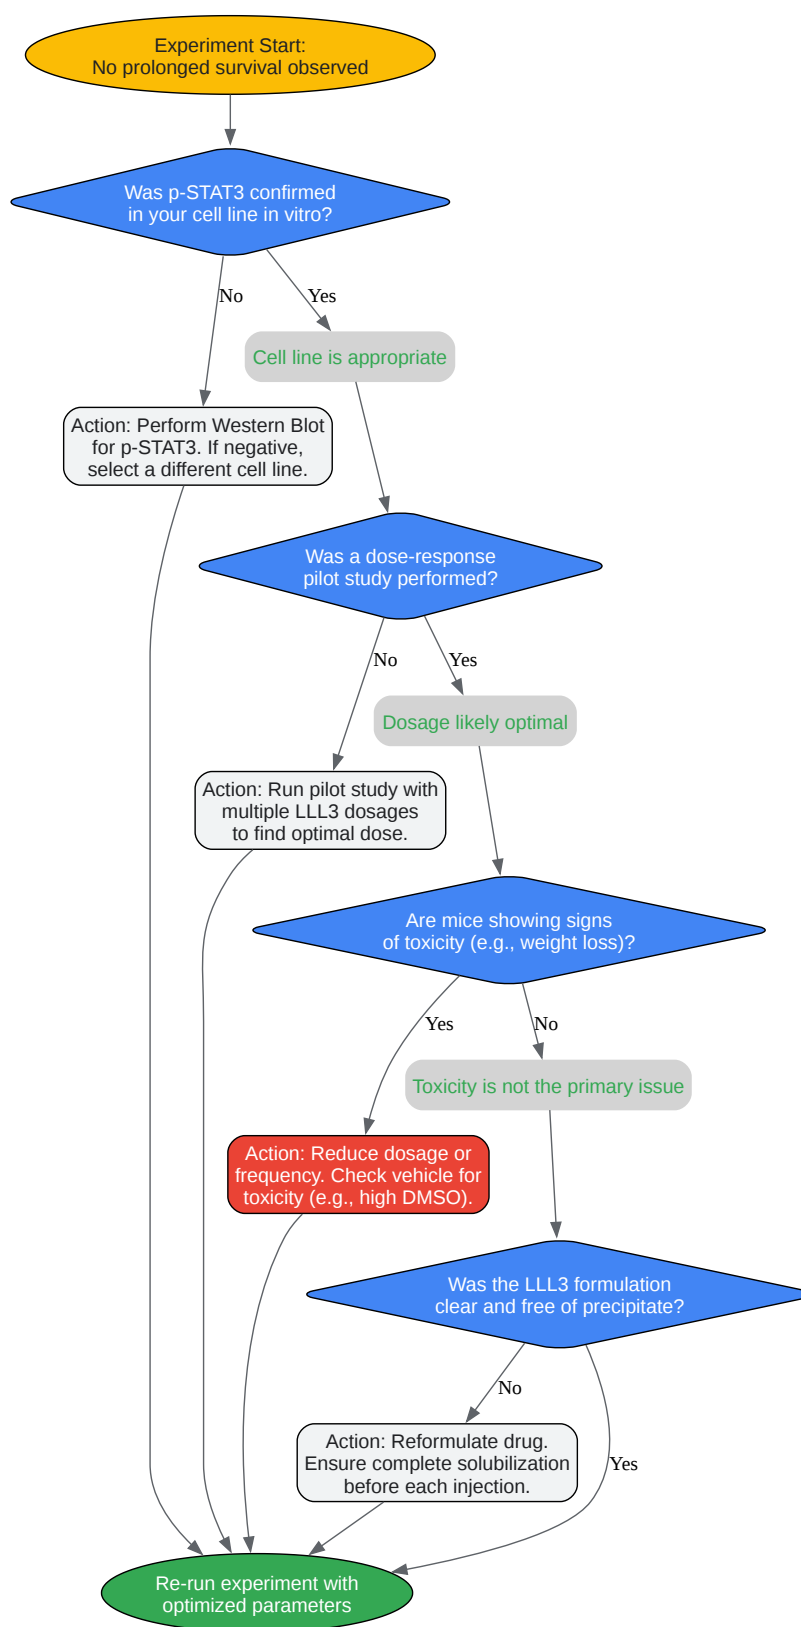 Experiment Start:
No prolonged survival observed
Was p-STAT3 confirmed
in your cell line in vitro?
No
Yes
Cell line is appropriate
Action: Perform Western Blot
for p-STAT3. If negative,
select a different cell line.
Was a dose-response
pilot study performed?
No
Yes
Dosage likely optimal
Action: Run pilot study with
multiple LLL3 dosages
to find optimal dose.
Are mice showing signs
of toxicity (e.g., weight loss)?
Yes
No
Toxicity is not the primary issue
Action: Reduce dosage or
frequency. Check vehicle for
toxicity (e.g., high DMSO).
Was the LLL3 formulation
clear and free of precipitate?
No
Action: Reformulate drug.
Ensure complete solubilization
before each injection.
Yes
Re-run experiment with
optimized parameters